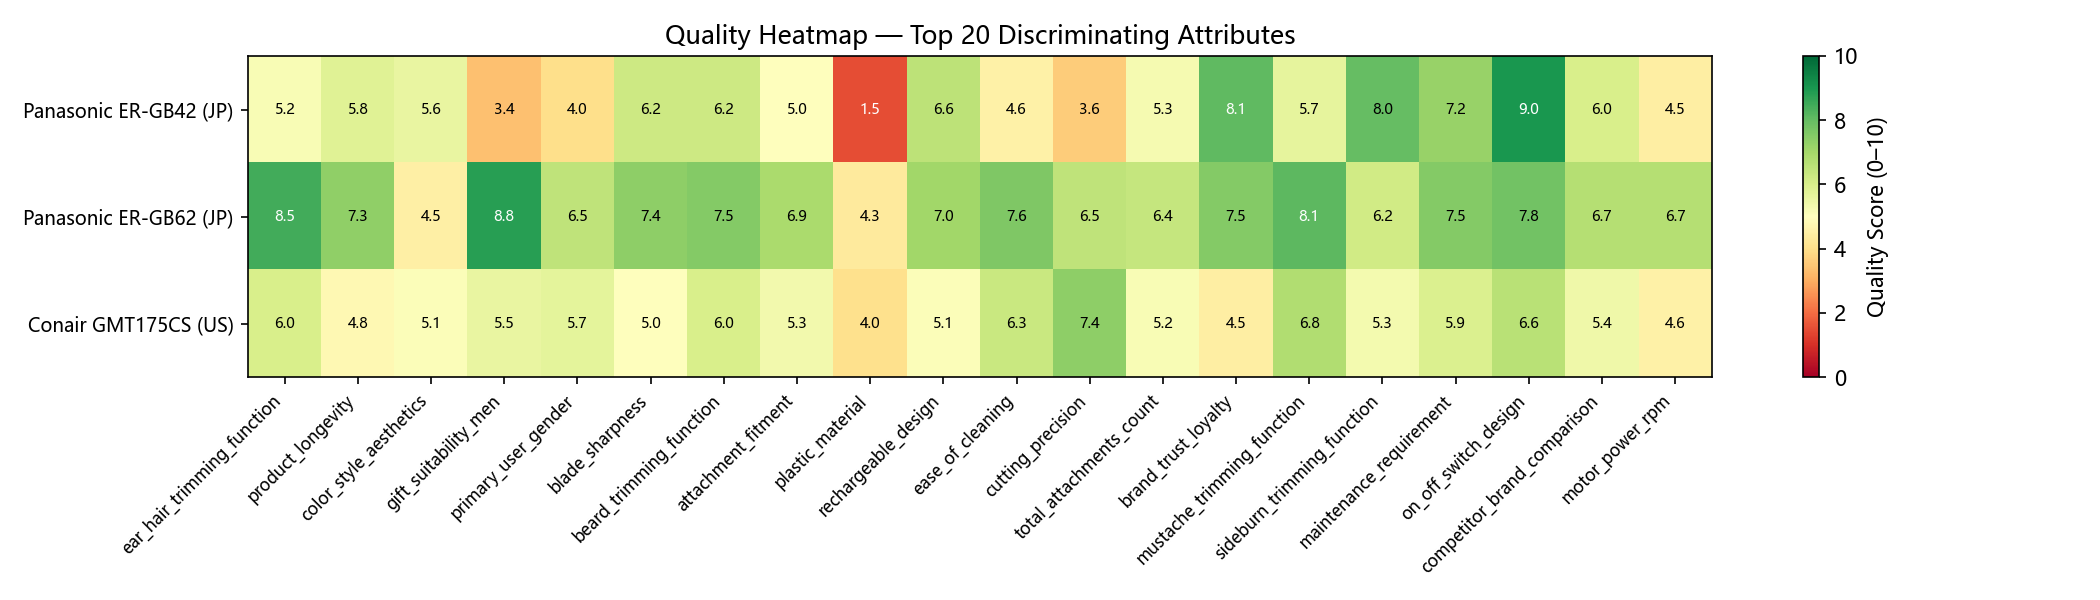 Quality Heatmap — Top 20 Discriminating Attributes
Panasonic ER-GB42 (JP) 5.2 5.8 5.6 3.4 4.0 6.2 6.2 5.0 1.5 6.6 4.6 3.6 5.3 8.1 5.7 8.0 7.2 9.0 6.0 4.5
Panasonic ER-GB62 (JP) 8.5 7.3 4.5 8.8 6.5 7.4 7.5 6.9 4.3 7.0 7.6 6.5 6.4 7.5 8.1 6.2 7.5 7.8 6.7 6.7
Conair GMT175CS (US) 6.0 4.8 5.1 5.5 5.7 5.0 6.0 5.3 4.0 5.1 6.3 7.4 5.2 4.5 6.8 5.3 5.9 6.6 5.4 4.6
ear_hair_trimming_function
product_longevity
color_style_aesthetics
gift_suitability_men
primary_user_gender
blade_sharpness
beard_trimming_function
attachment_fitment
plastic_material
rechargeable_design
ease_of_cleaning
cutting_precision
total_attachments_count
brand_trust_loyalty
mustache_trimming_function
sideburn_trimming_function
maintenance_requirement
on_off_switch_design
competitor_brand_comparison
motor_power_rpm
10
8
6
4
2
0
Quality Score (0–10)